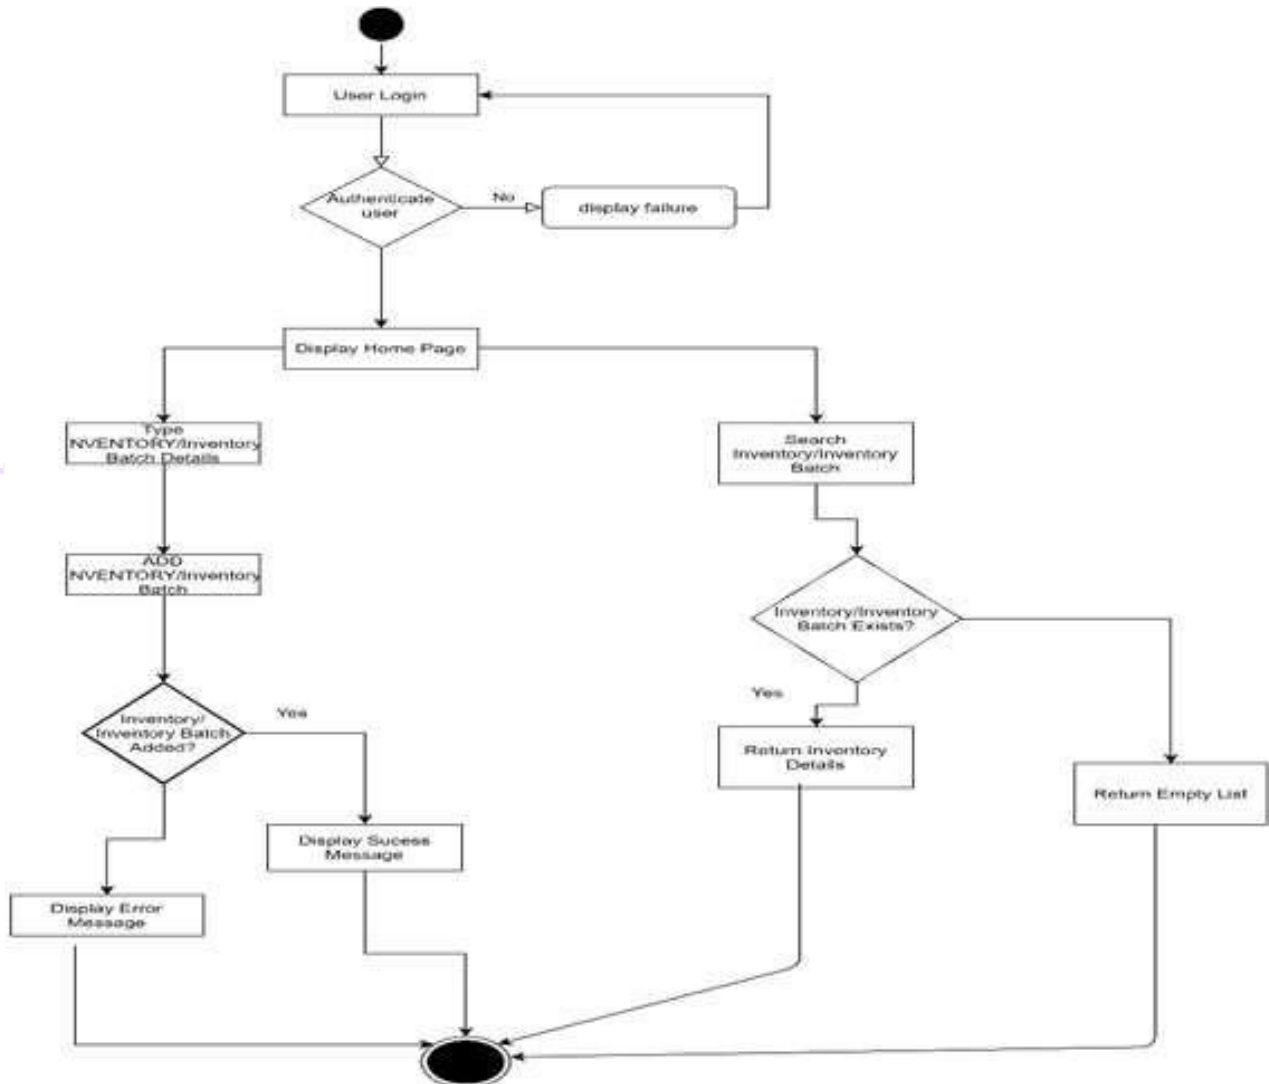 User Login
Authenticate
user
No
display failure
Display Home Page
Type
NVENTORY/Inventory
Batch Details
Search
Inventory/Inventory
Batch
ADD
NVENTORY/Inventory
Batch
Inventory/Inventory
Batch Exists?
Yes
Inventory/
Inventory Batch
Added?
Yes
Return Inventory
Details
Return Empty List
Display Sucess
Message
Display Error
Message